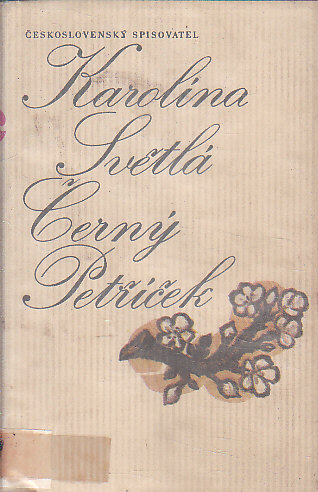 ČESKOSLOVENSKÝ SPISOVATEL
Karolina
Světlá
Černý
Petříček